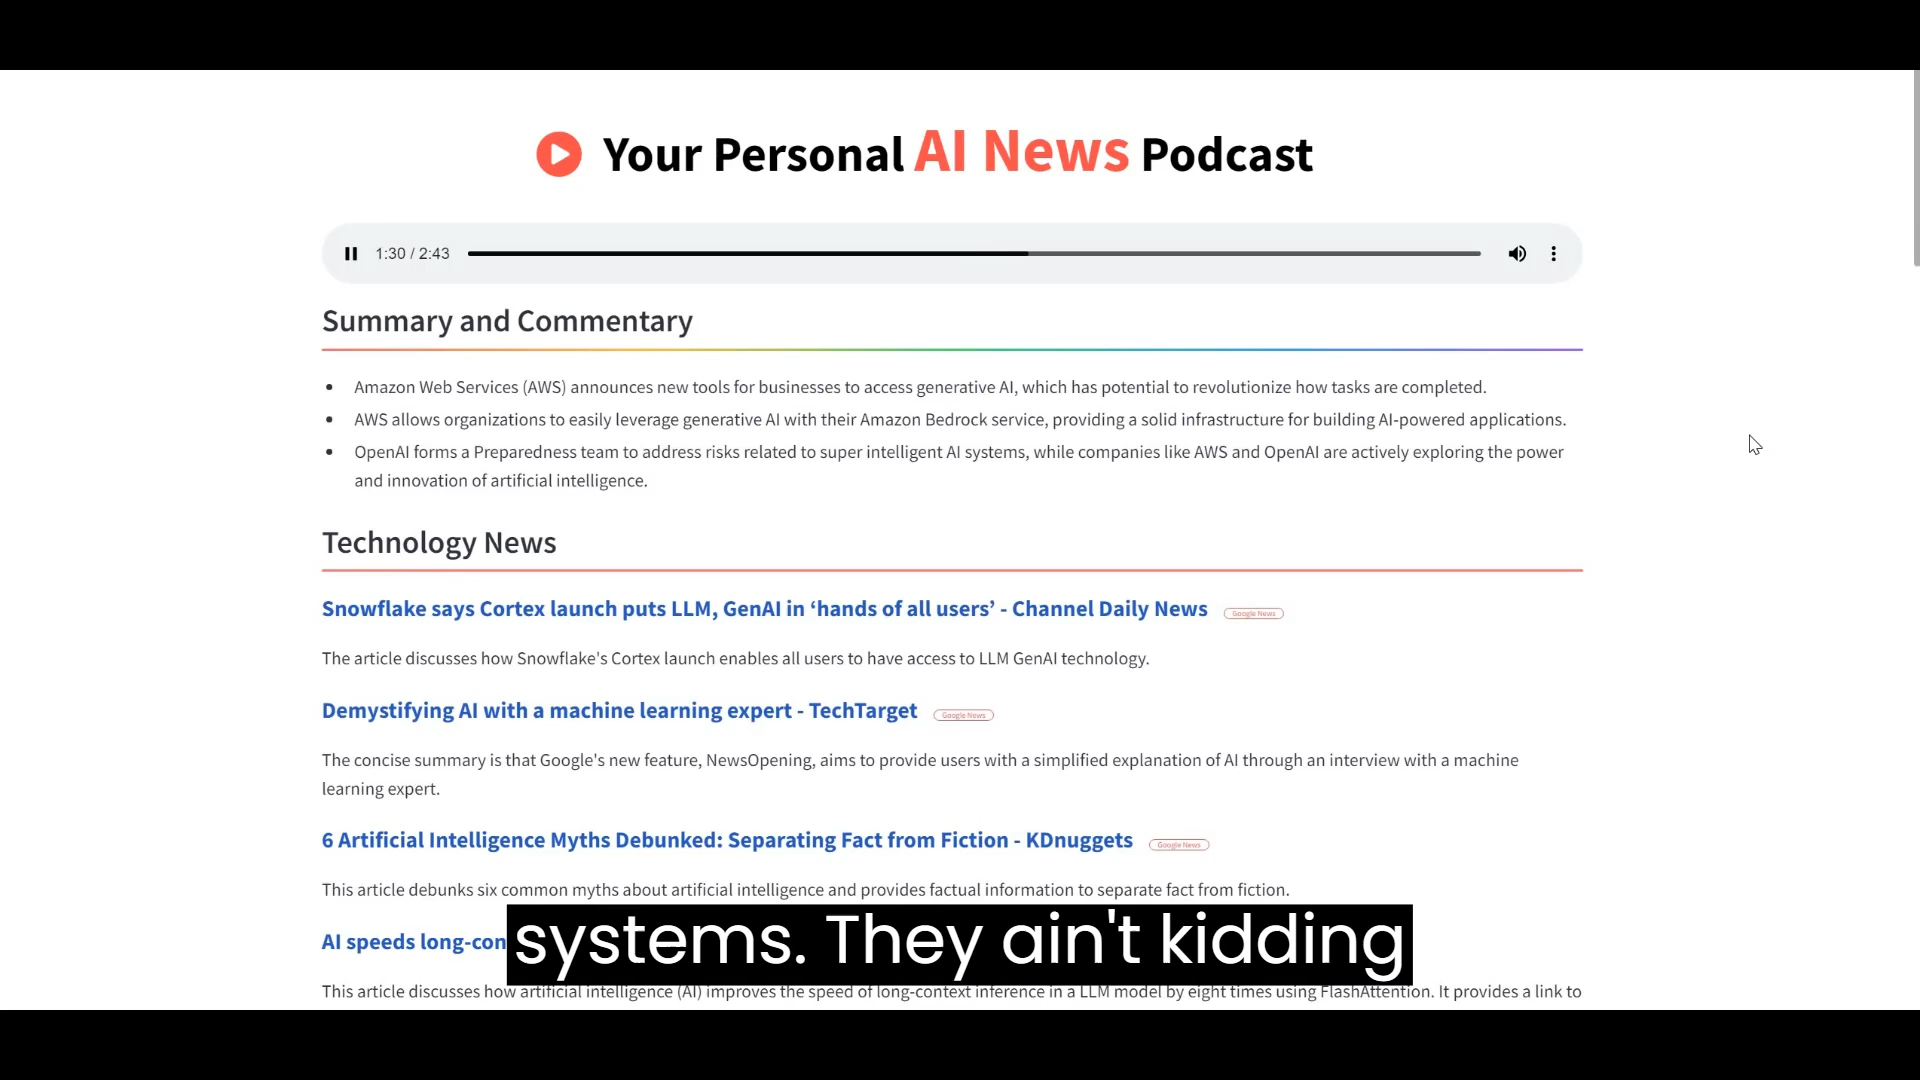 Your Personal AI News Podcast
1:30 / 2:43
Summary and Commentary
Amazon Web Services (AWS) announces new tools for businesses to access generative AI, which has potential to revolutionize how tasks are completed.
AWS allows organizations to easily leverage generative AI with their Amazon Bedrock service, providing a solid infrastructure for building AI-powered applications.
OpenAI forms a Preparedness team to address risks related to super intelligent AI systems, while companies like AWS and OpenAI are actively exploring the power
and innovation of artificial intelligence.
Technology News
Snowflake says Cortex launch puts LLM, GenAI in ‘hands of all users’ - Channel Daily News Google News
The article discusses how Snowflake's Cortex launch enables all users to have access to LLM GenAI technology.
Demystifying AI with a machine learning expert - TechTarget Google News
The concise summary is that Google's new feature, NewsOpening, aims to provide users with a simplified explanation of AI through an interview with a machine
learning expert.
6 Artificial Intelligence Myths Debunked: Separating Fact from Fiction - KDnuggets Google News
This article debunks six common myths about artificial intelligence and provides factual information to separate fact from fiction.
AI speeds long-con
systems. They ain't kidding
This article discusses how artificial intelligence (AI) improves the speed of long-context inference in a LLM model by eight times using FlashAttention. It provides a link to